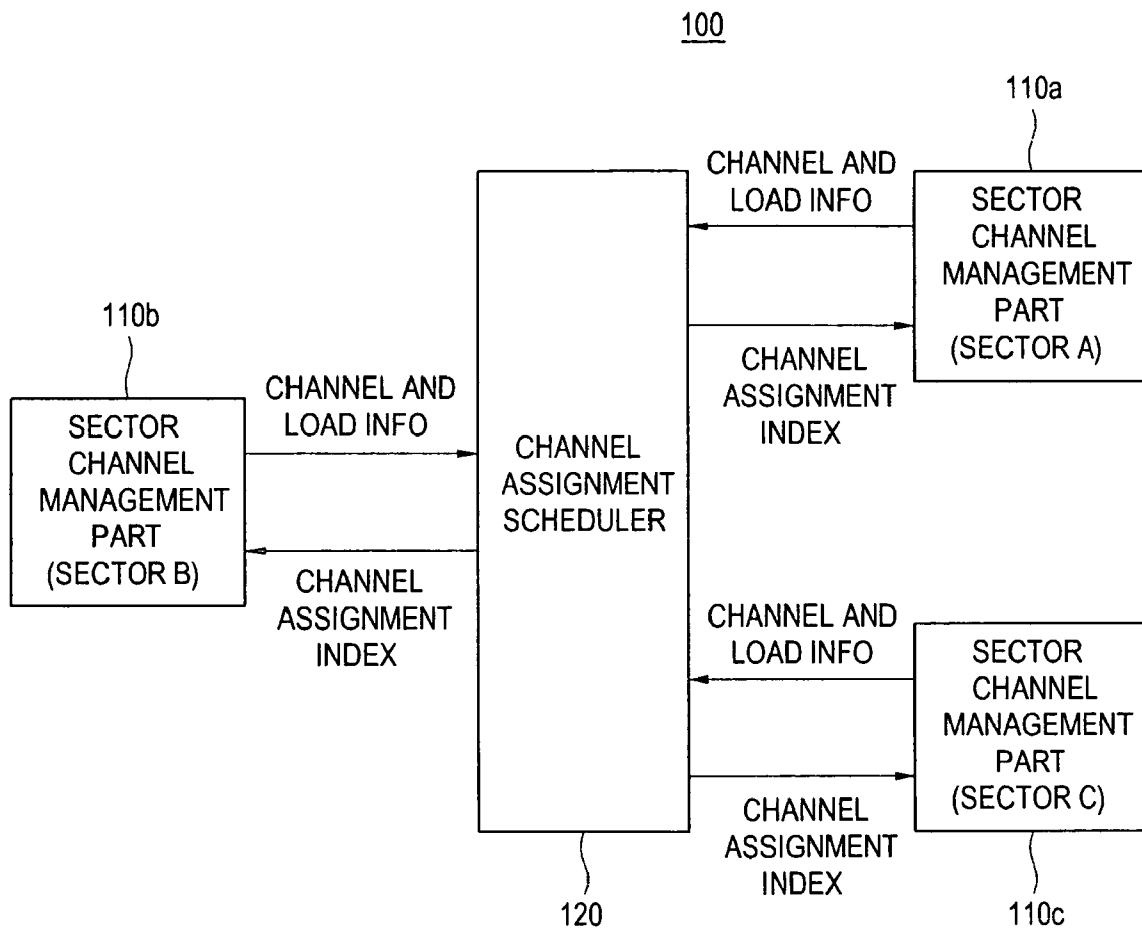 100
110a
CHANNEL AND
LOAD INFO
SECTOR
CHANNEL
MANAGEMENT
PART
(SECTOR A)
CHANNEL
ASSIGNMENT
INDEX
110b
SECTOR
CHANNEL
MANAGEMENT
PART
(SECTOR B)
CHANNEL AND
LOAD INFO
CHANNEL
ASSIGNMENT
INDEX
CHANNEL
ASSIGNMENT
SCHEDULER
120
CHANNEL AND
LOAD INFO
SECTOR
CHANNEL
MANAGEMENT
PART
(SECTOR C)
CHANNEL
ASSIGNMENT
INDEX
110c